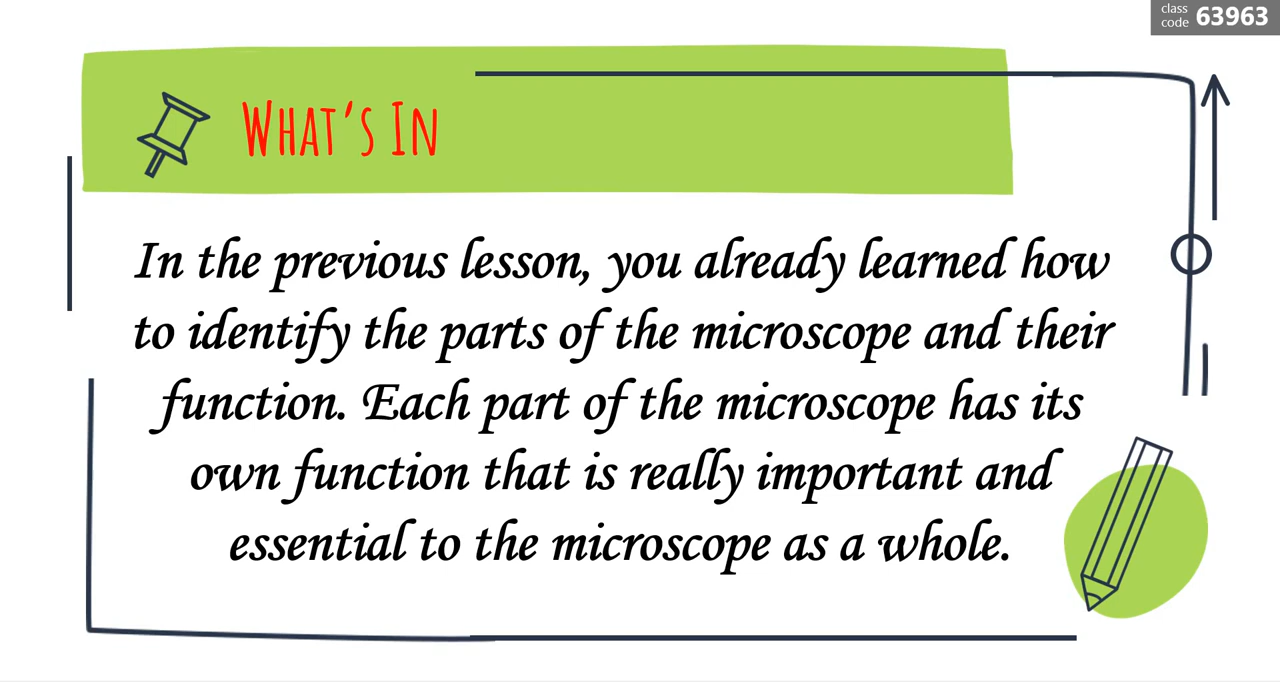 class
code 63963
What's In
In the previous lesson, you already learned how
to identify the parts of the microscope and their
function. Each part of the microscope has its
own function that is really important and
essential to the microscope as a whole.